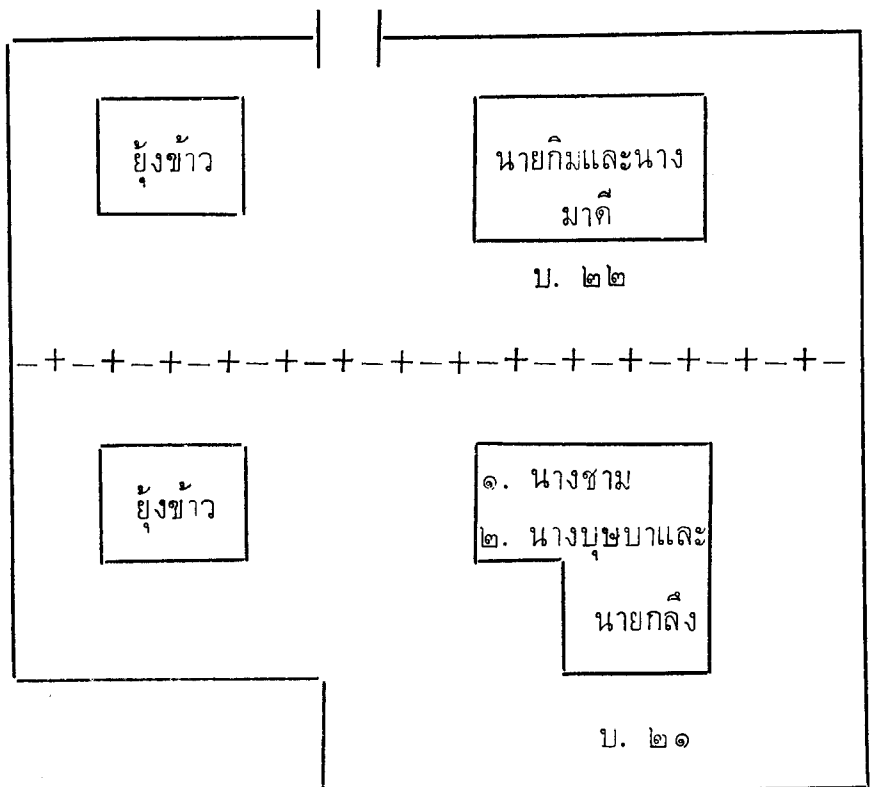 ยุ้งข้าว
นายกิมและนาง
มาดี
บ. ๒๒
ยุ้งข้าว
๑. นางชาม
๒. นางบุษบาและ
นายกลึง
บ. ๒๑